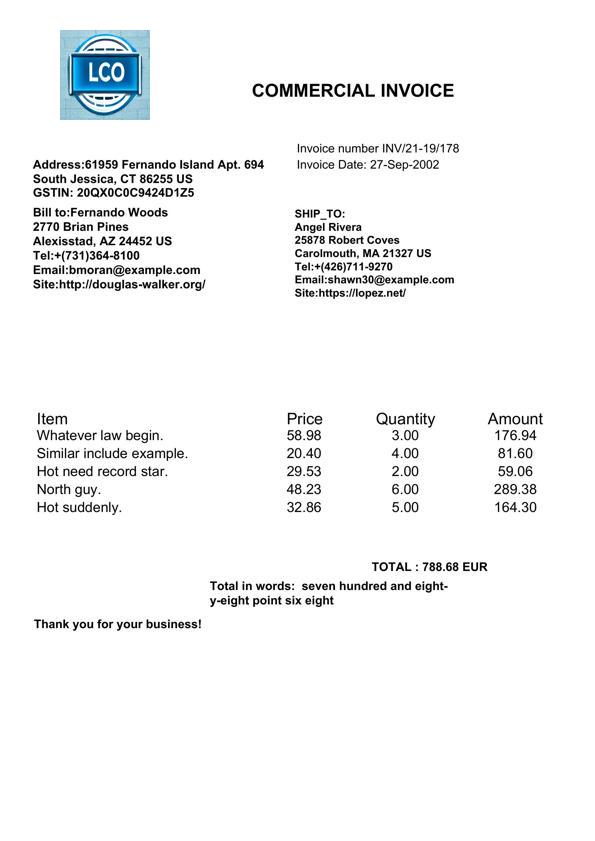 LCO
COMMERCIAL INVOICE
Invoice number INV/21-19/178
Invoice Date: 27-Sep-2002
Address:61959 Fernando Island Apt. 694
South Jessica, CT 86255 US
GSTIN: 20QX0C0C9424D1Z5
Bill to:Fernando Woods
2770 Brian Pines
Alexisstad, AZ 24452 US
Tel:+(731)364-8100
Email:bmoran@example.com
Site:http://douglas-walker.org/
SHIP_TO:
Angel Rivera
25878 Robert Coves
Carolmouth, MA 21327 US
Tel:+(426)711-9270
Email:shawn30@example.com
Site:https://lopez.net/
Item Price Quantity Amount
Whatever law begin. 58.98 3.00 176.94
Similar include example. 20.40 4.00 81.60
Hot need record star. 29.53 2.00 59.06
North guy. 48.23 6.00 289.38
Hot suddenly. 32.86 5.00 164.30
TOTAL : 788.68 EUR
Total in words: seven hundred and eight-
y-eight point six eight
Thank you for your business!